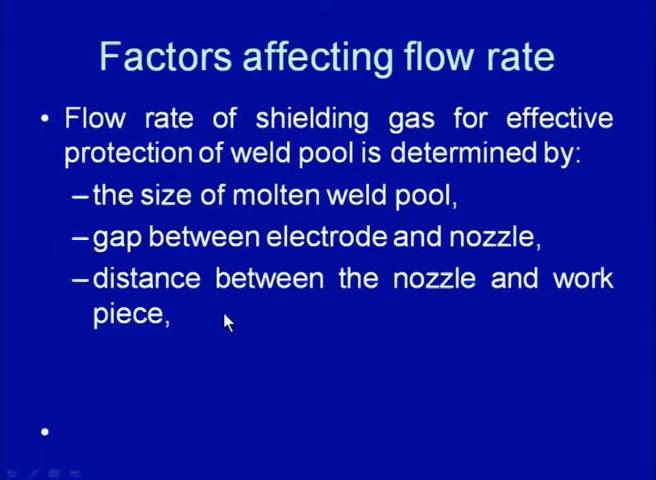 Factors affecting flow rate
• Flow rate of shielding gas for effective
protection of weld pool is determined by:
–the size of molten weld pool,
–gap between electrode and nozzle,
–distance between the nozzle and work
piece,
•